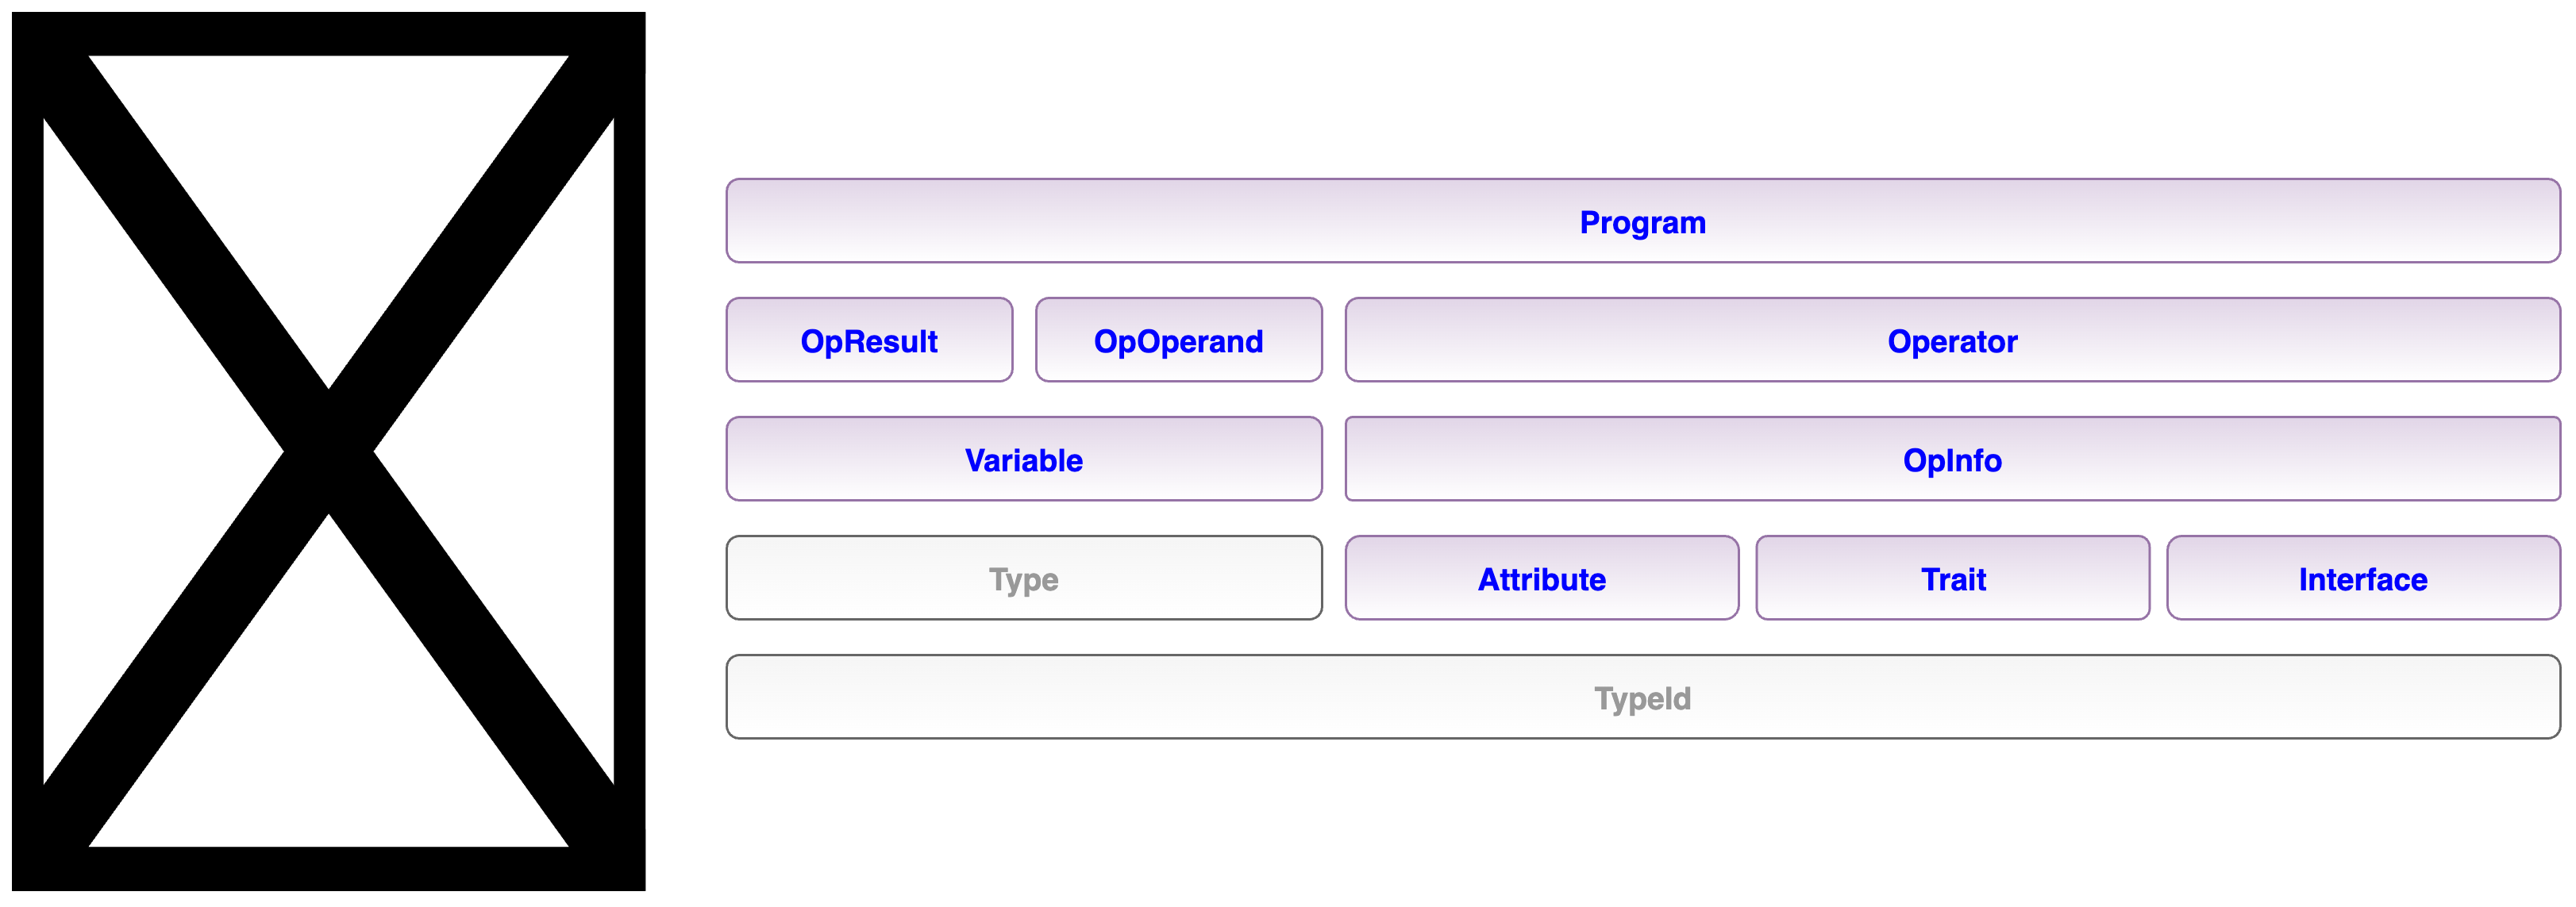 Program
OpResult OpOperand Operator
Variable OpInfo
Type Attribute Trait Interface
TypeId